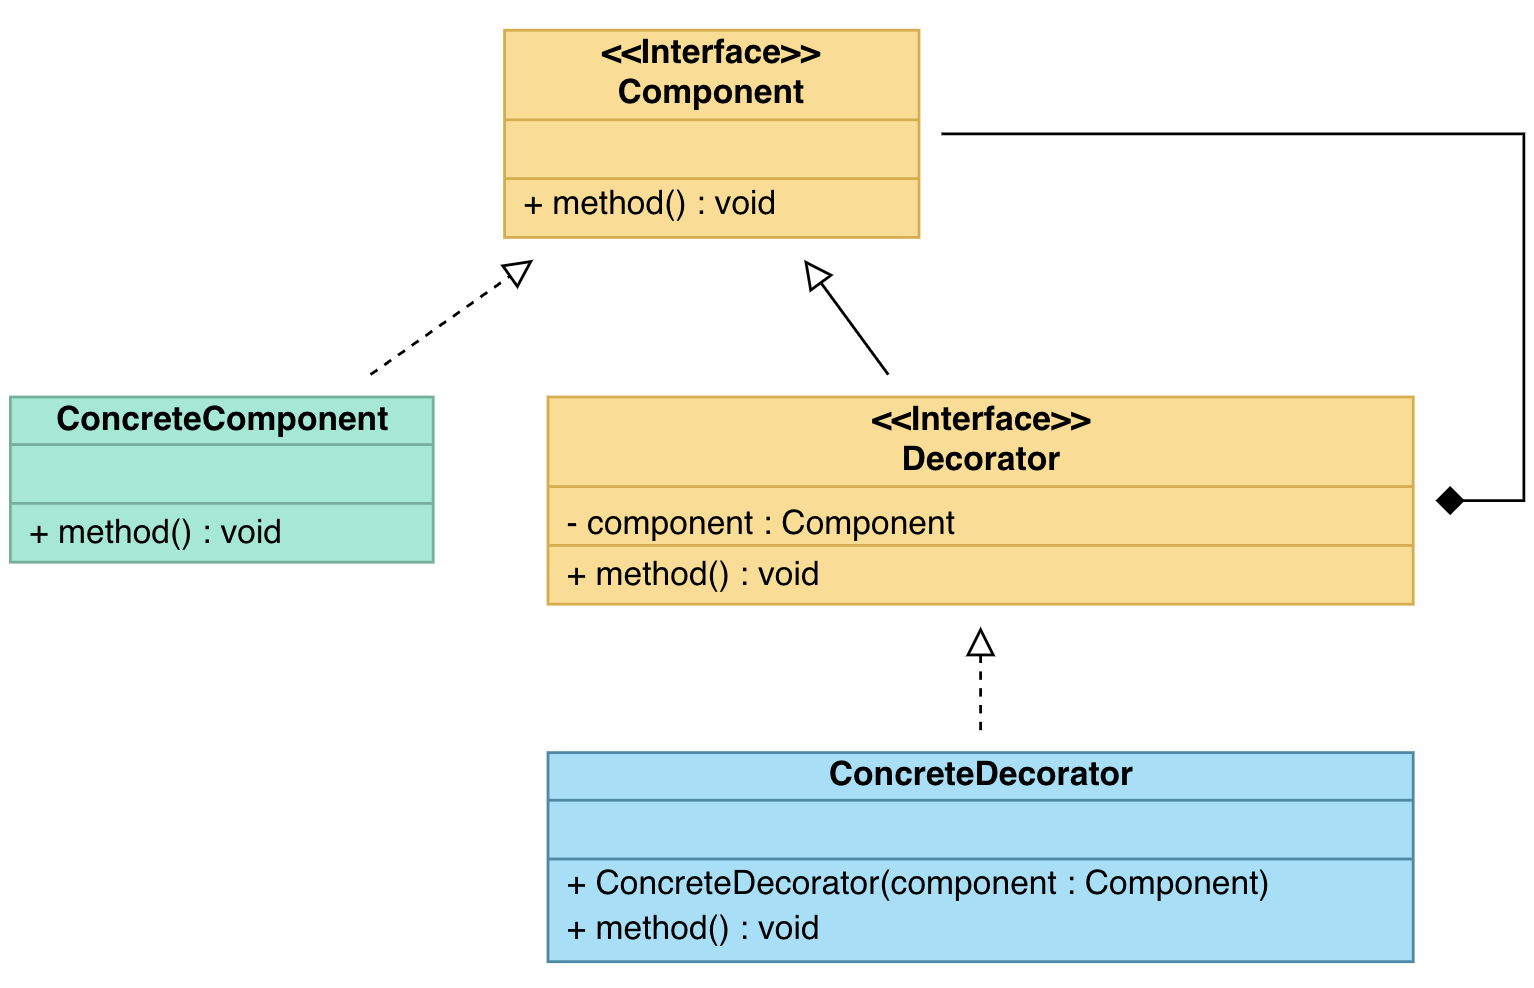 <<Interface>>
Component
+ method() : void
ConcreteComponent
+ method() : void
<<Interface>>
Decorator
- component : Component
+ method() : void
ConcreteDecorator
+ ConcreteDecorator(component : Component)
+ method() : void